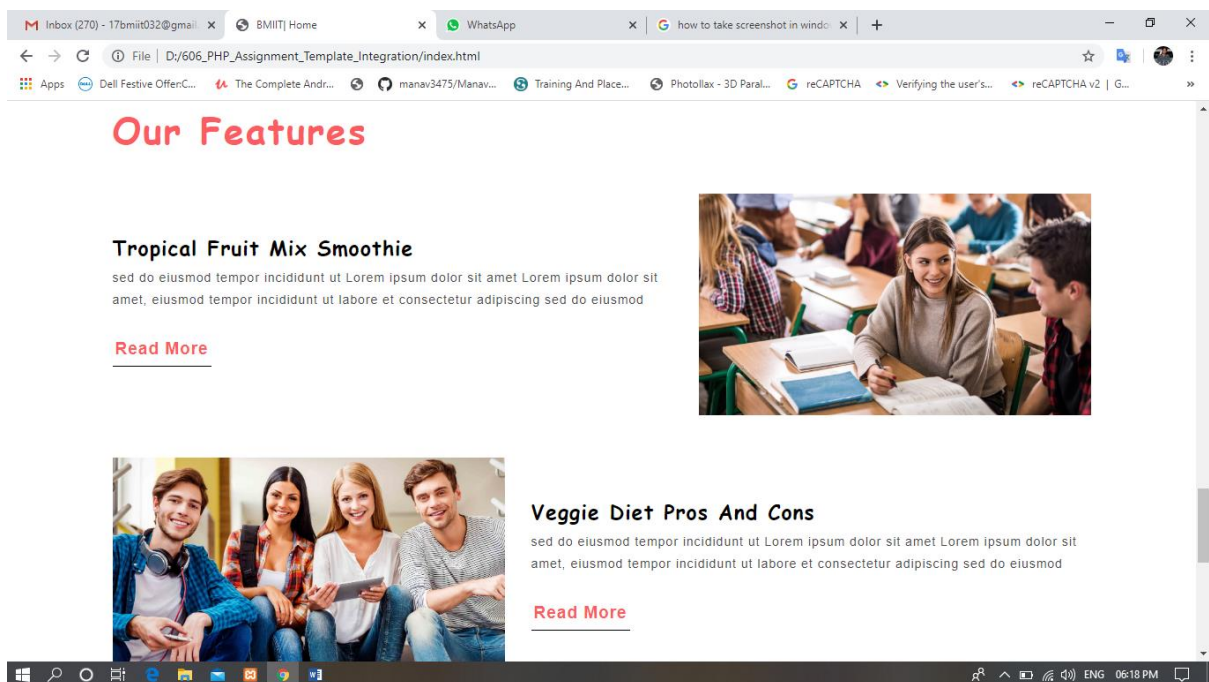 Inbox (270) - 17bmiit032@gmail.
BMIIT| Home
WhatsApp
how to take screenshot in window
File | D:/606_PHP_Assignment_Template_Integration/index.html
Apps
Dell Festive Offer:C...
The Complete Andr...
manav3475/Manav...
Training And Place...
Photollax - 3D Paral...
reCAPTCHA
Verifying the user's...
reCAPTCHA v2 | G...
Our Features
Tropical Fruit Mix Smoothie
sed do eiusmod tempor incididunt ut Lorem ipsum dolor sit amet Lorem ipsum dolor sit
amet, eiusmod tempor incididunt ut labore et consectetur adipiscing sed do eiusmod
Read More
Veggie Diet Pros And Cons
sed do eiusmod tempor incididunt ut Lorem ipsum dolor sit amet Lorem ipsum dolor sit
amet, eiusmod tempor incididunt ut labore et consectetur adipiscing sed do eiusmod
Read More
ENG 06:18 PM